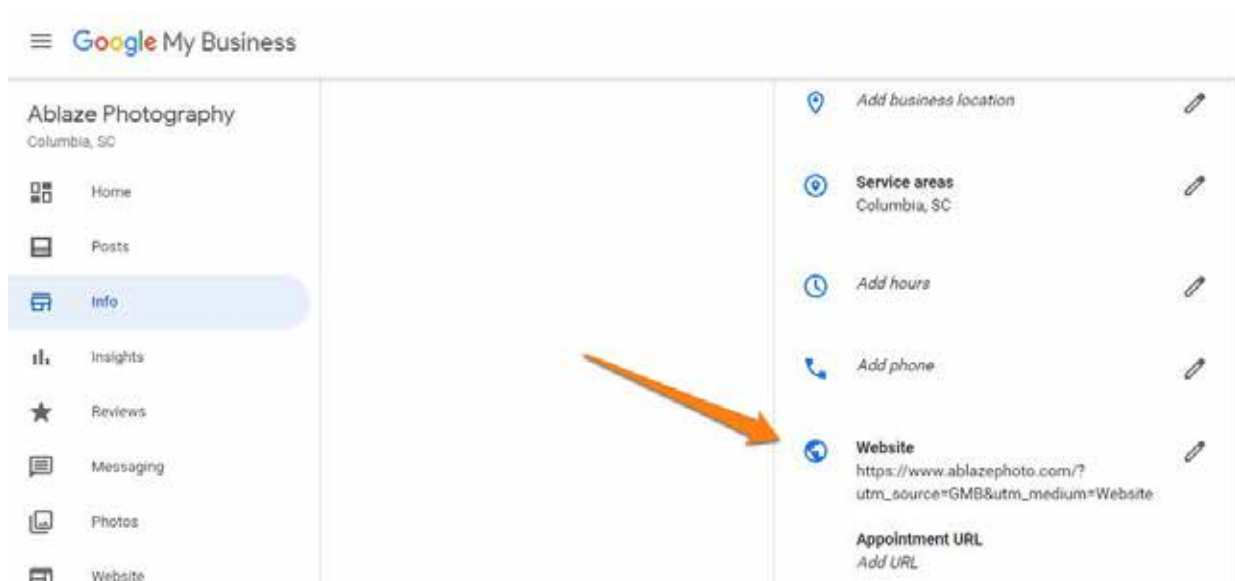 Google My Business
Ablaze Photography
Columbia, SC
Home
Posts
Info
Insights
Reviews
Messaging
Photos
Website
Add business location
Service areas
Columbia, SC
Add hours
Add phone
Website
https://www.ablazephoto.com/?
utm_source=GMB&utm_medium=Website
Appointment URL
Add URL